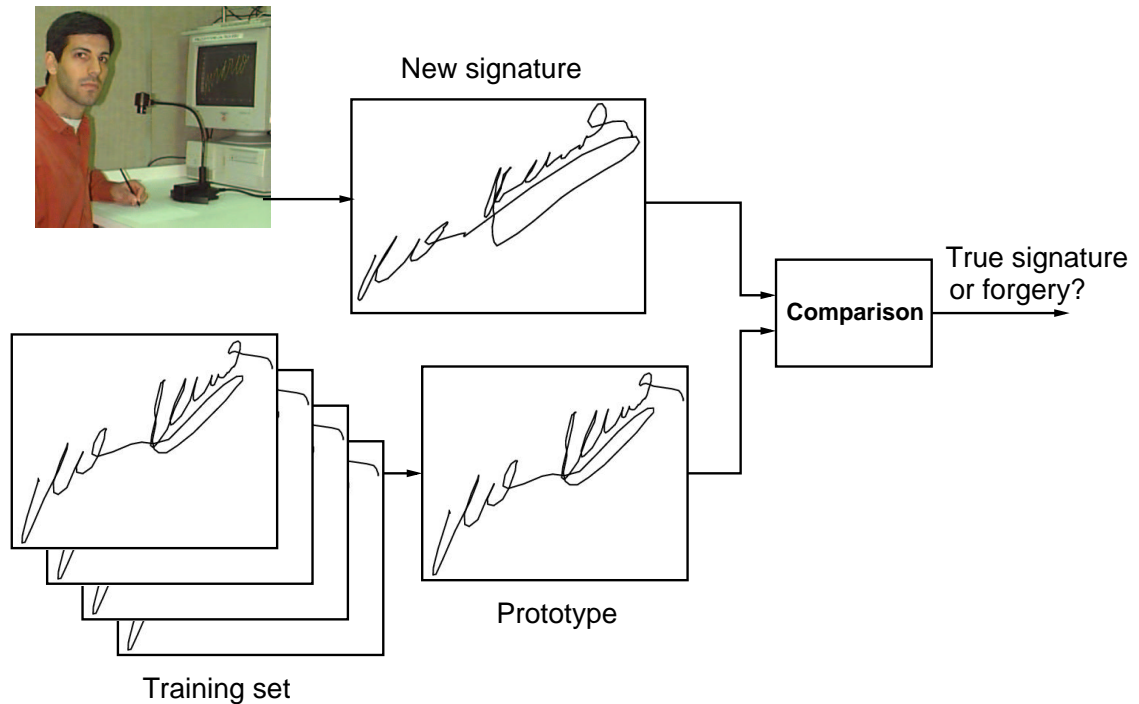 New signature
True signature
or forgery?
Comparison
Prototype
Training set